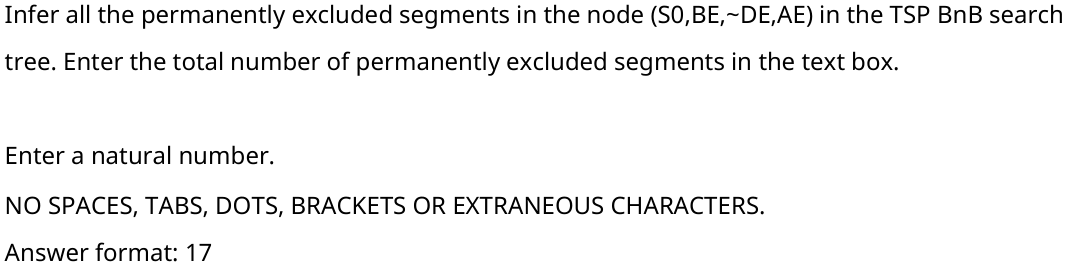 Infer all the permanently excluded segments in the node (S0,BE,~DE,AE) in the TSP BnB search
tree. Enter the total number of permanently excluded segments in the text box.
Enter a natural number.
NO SPACES, TABS, DOTS, BRACKETS OR EXTRANEOUS CHARACTERS.
Answer format: 17